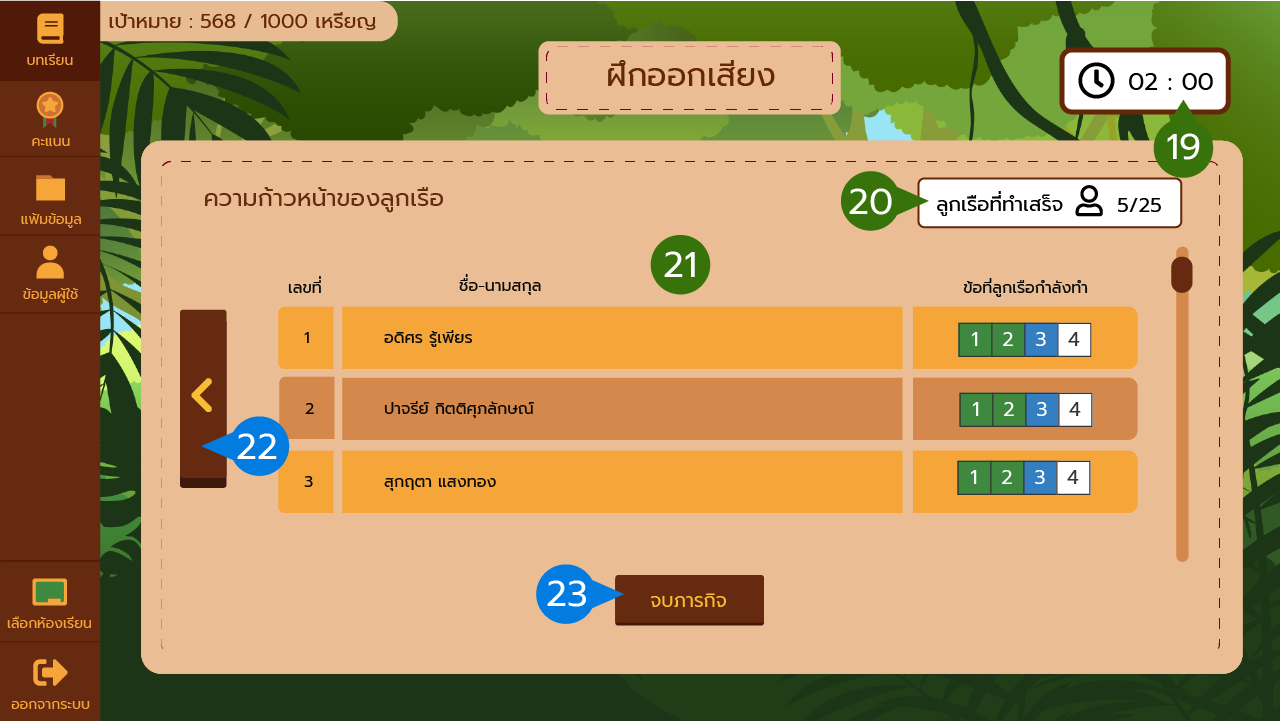 เป้าหมาย : 568 / 1000 เหรียญ
บทเรียน
คะแนน
แฟ้มข้อมูล
ข้อมูลผู้ใช้
เลือกห้องเรียน
ออกจากระบบ
ฝึกออกเสียง
02 : 00
19
ความก้าวหน้าของลูกเรือ
20
ลูกเรือที่ทำเสร็จ 5/25
21
เลขที่ ชื่อ-นามสกุล ข้อที่ลูกเรือกำลังทำ
1 อดิศร รู้เพียร 1 2 3 4
2 ปาจรีย์ กิตติศุภลักษณ์ 1 2 3 4
22
3 สุกฤตา แสงทอง 1 2 3 4
23
จบภารกิจ